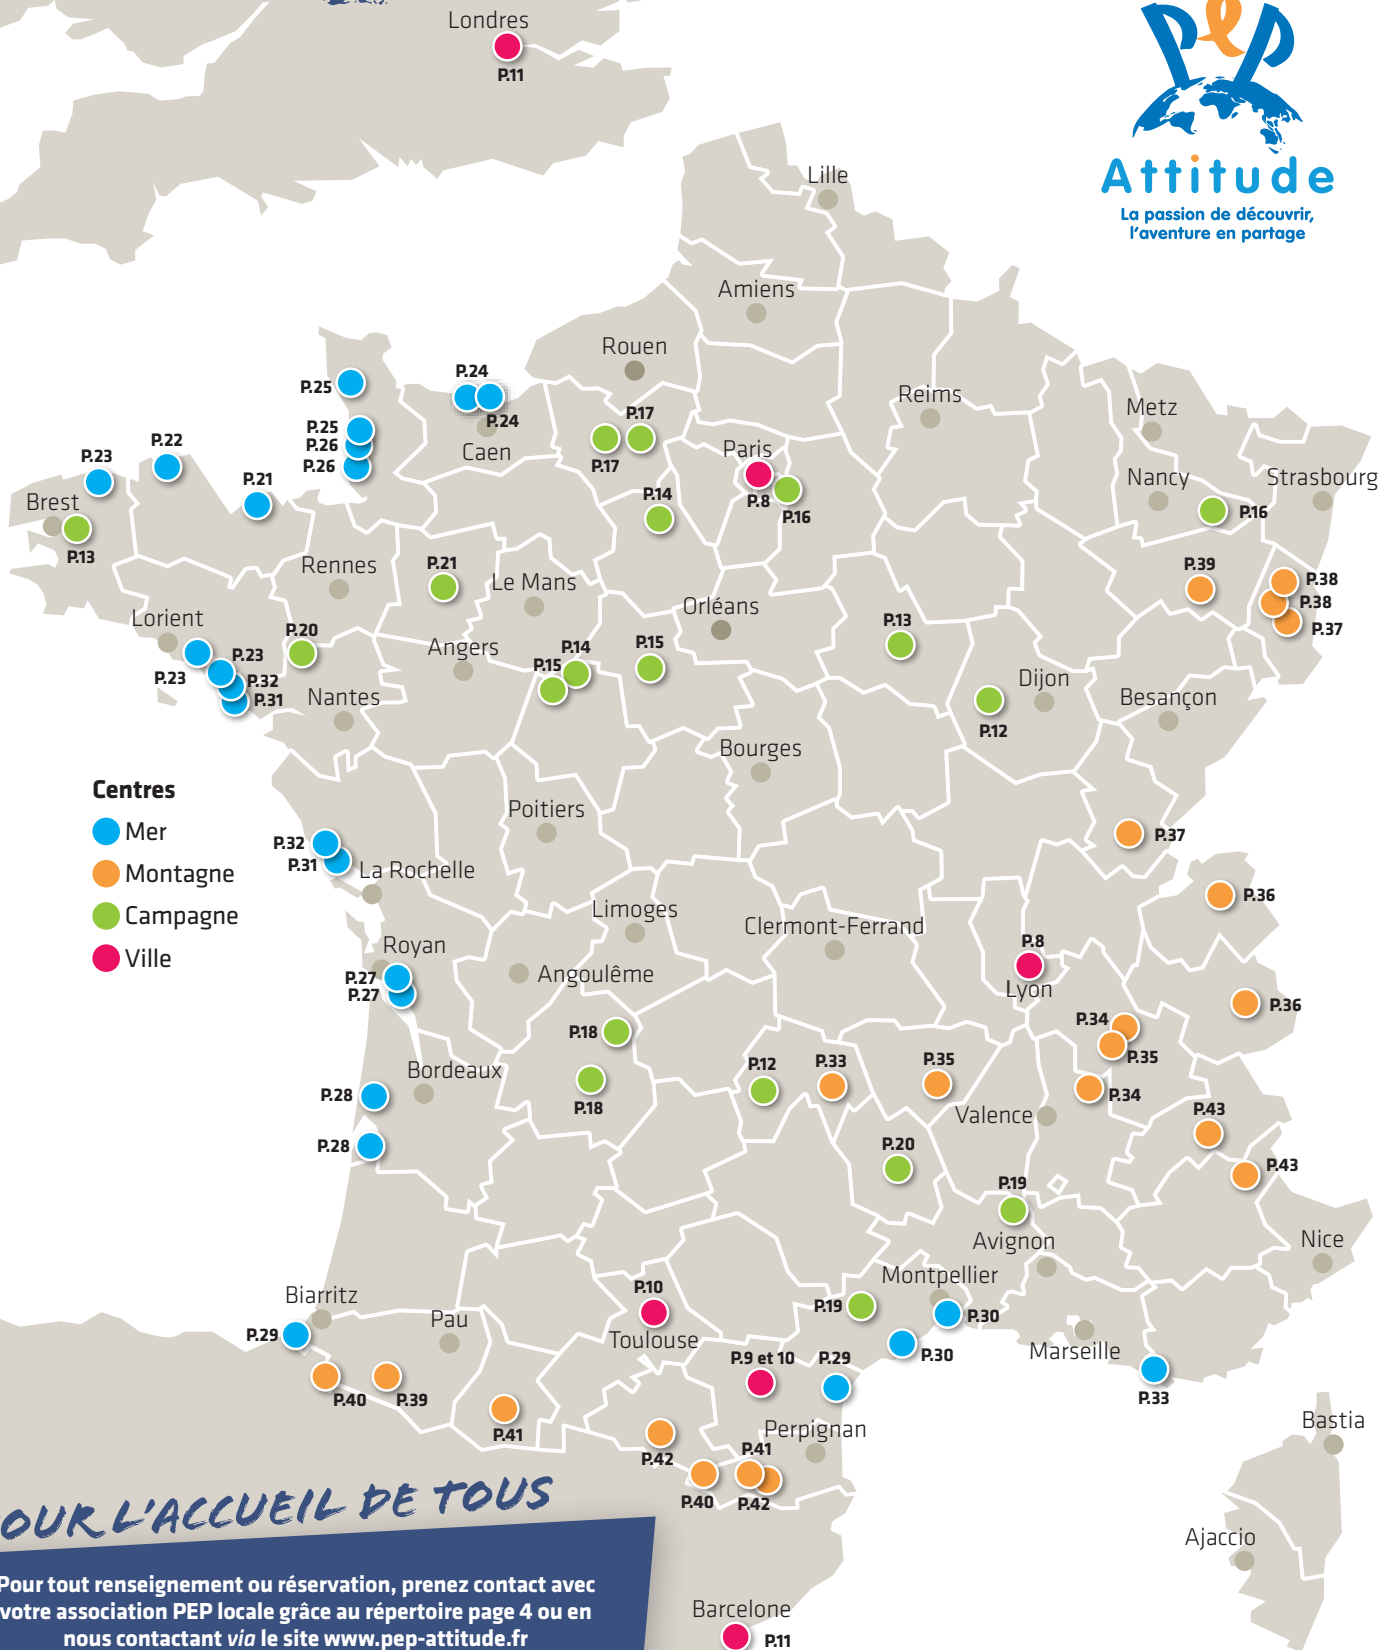 Londres
P.11
PeP
Attitude
La passion de découvrir,
l'aventure en partage
Lille
Amiens
Rouen
P.24
P.25
P.24
Reims
Metz
P.17
P.25
P.26
P.26
Caen
P.17
Paris
P.8
P.16
P.22
P.23
P.21
Nancy
Strasbourg
P.16
Brest
P.13
P.14
Rennes
P.21
Le Mans
P.39
P.38
P.38
P.37
Lorient
P.20
Orléans
P.13
P.23
P.23
P.32
P.31
Angers
P.14
P.15
P.15
Nantes
Dijon
P.12
Besançon
Bourges
Centres
Mer
Montagne
Campagne
Ville
Poitiers
P.32
P.31
La Rochelle
P.37
P.36
Limoges
Clermont-Ferrand
Royan
P.27
P.27
Angoulême
P.8
Lyon
P.36
P.18
P.34
P.35
Bordeaux
P.28
P.18
P.12
P.33
P.35
P.34
Valence
P.43
P.28
P.20
P.43
P.19
Avignon
Nice
Montpellier
Biarritz
P.29
Pau
P.10
Toulouse
P.19
P.30
P.30
Marseille
P.9 et 10
P.29
P.33
P.40
P.39
P.41
Perpignan
P.42
P.41
P.40
P.42
Bastia
Ajaccio
OUR L'ACCUEIL DE TOUS
Pour tout renseignement ou réservation, prenez contact avec
votre association PEP locale grâce au répertoire page 4 ou en
nous contactant via le site www.pep-attitude.fr
Barcelone
P.11